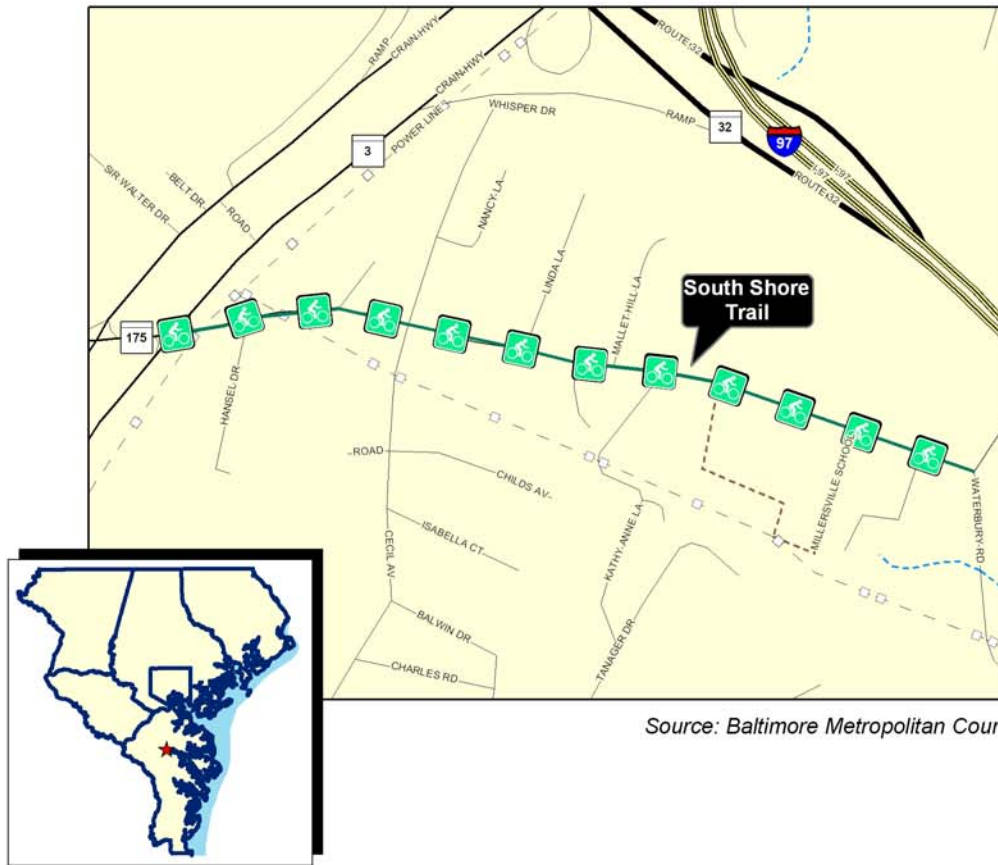 ROUTE 32
CRAIN-HWY
RAMP
CRAIN-HWY
POWER LINE
WHISPER DR
RAMP
32
97
I-97
I-97
ROUTE 32
3
SIR WALTER DR
BELT DR
ROAD
NANCY-LA
LINDA LA
MALLET-HILL-LA
South Shore
Trail
175
HANSEL DR
ROAD
CHILDS AV
ISABELLA CT
CECIL AV
KATHY-ANNE LA
MILLERSVILLE SCHOOL
WATERBURY-RD
BALWIN DR
CHARLES RD
TANAGER DR
Source: Baltimore Metropolitan Coun